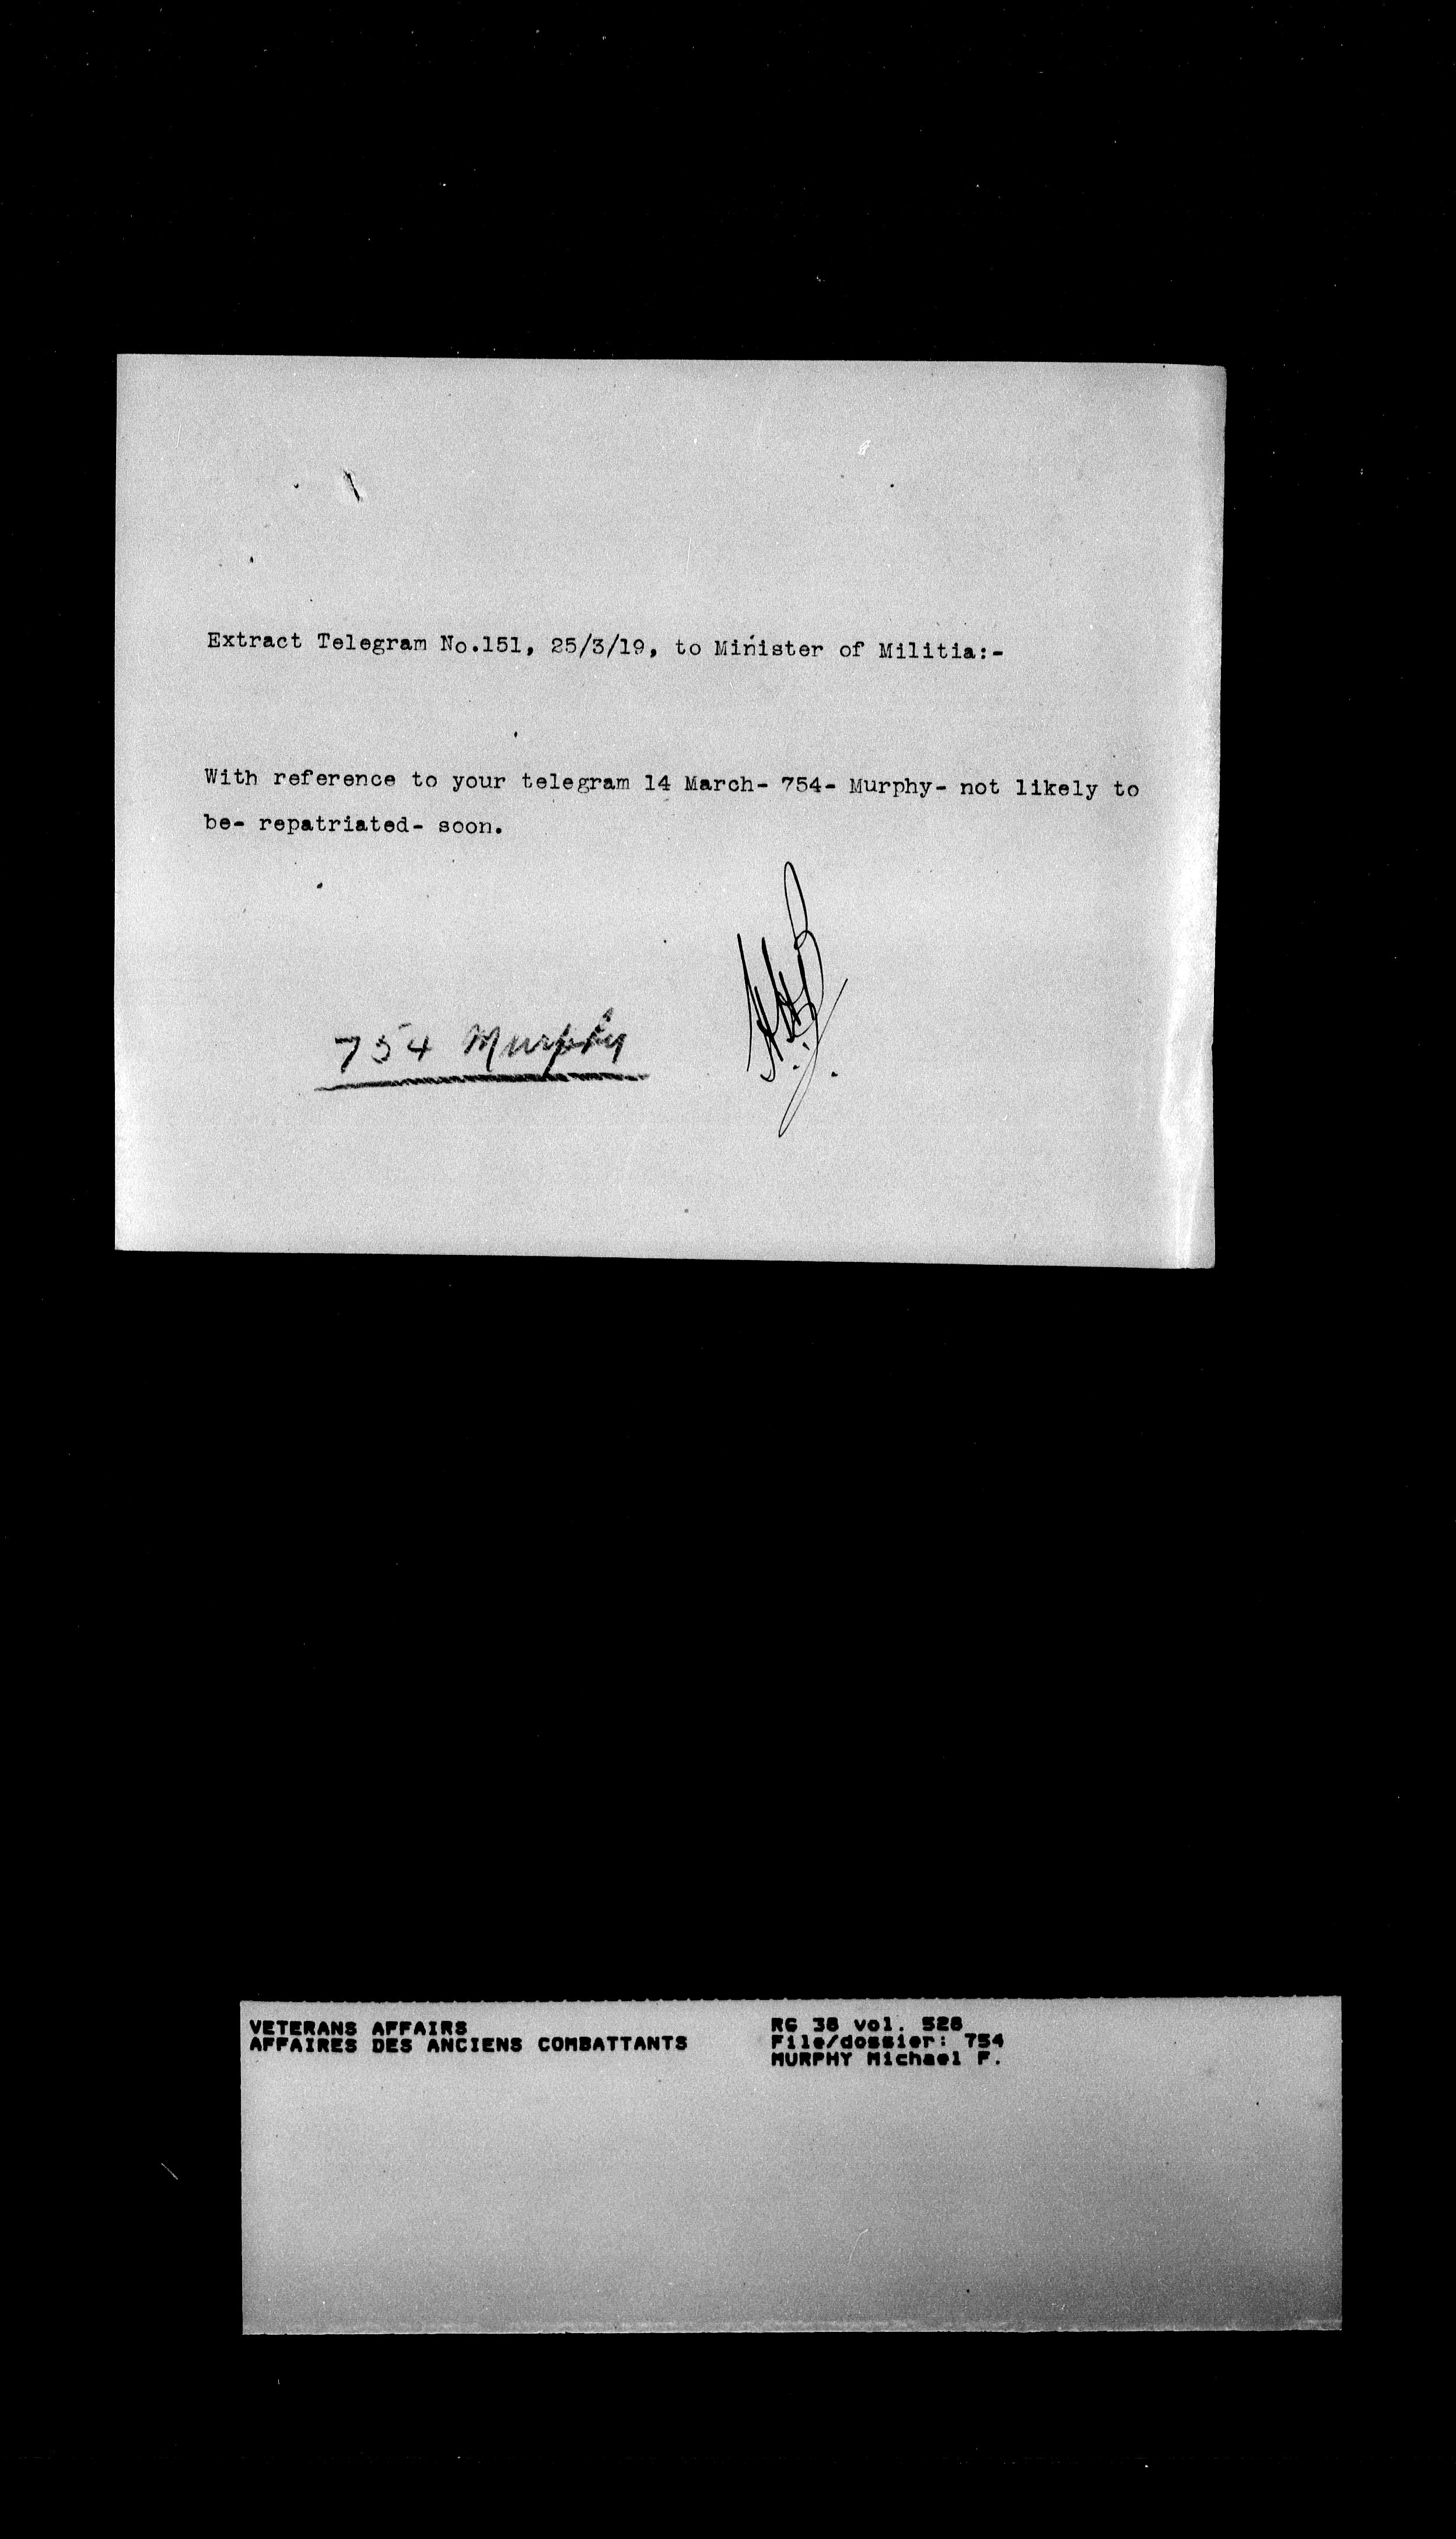 Extract Telegram No.151, 25/3/19, to Minister of Militia:-
With reference to your telegram 14 March- 754- Murphy- not likely to
be- repatriated- soon.
754 Murphy
VETERANS AFFAIRS
AFFAIRES DES ANCIENS COMBATTANTS
RG 38 vol. 528
File/dossier: 754
MURPHY Michael F.